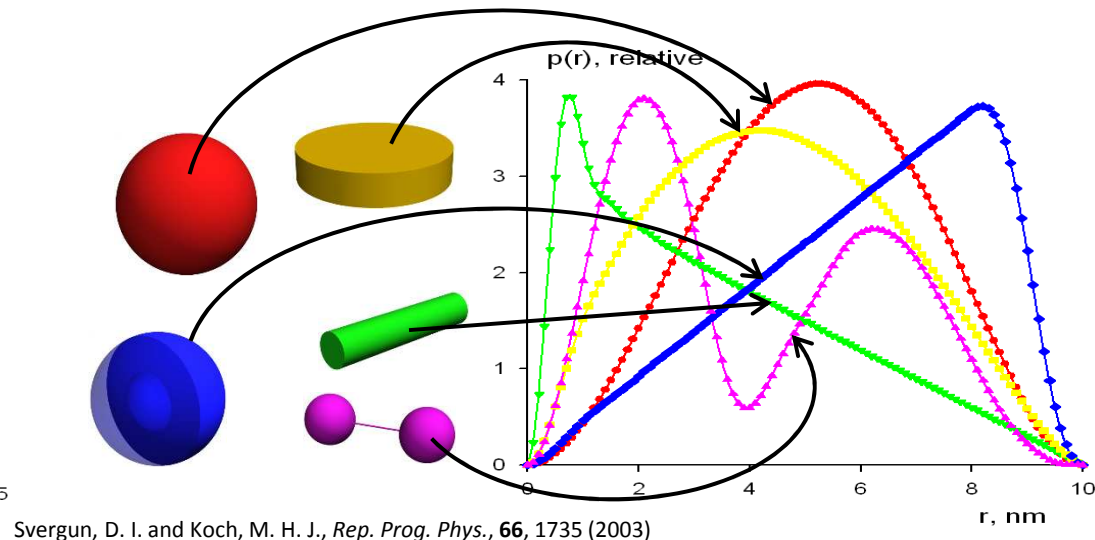 p(r), relative
4
3
2
1
0
0 2 4 6 8 10
r, nm
5
Svergun, D. I. and Koch, M. H. J., Rep. Prog. Phys., 66, 1735 (2003)